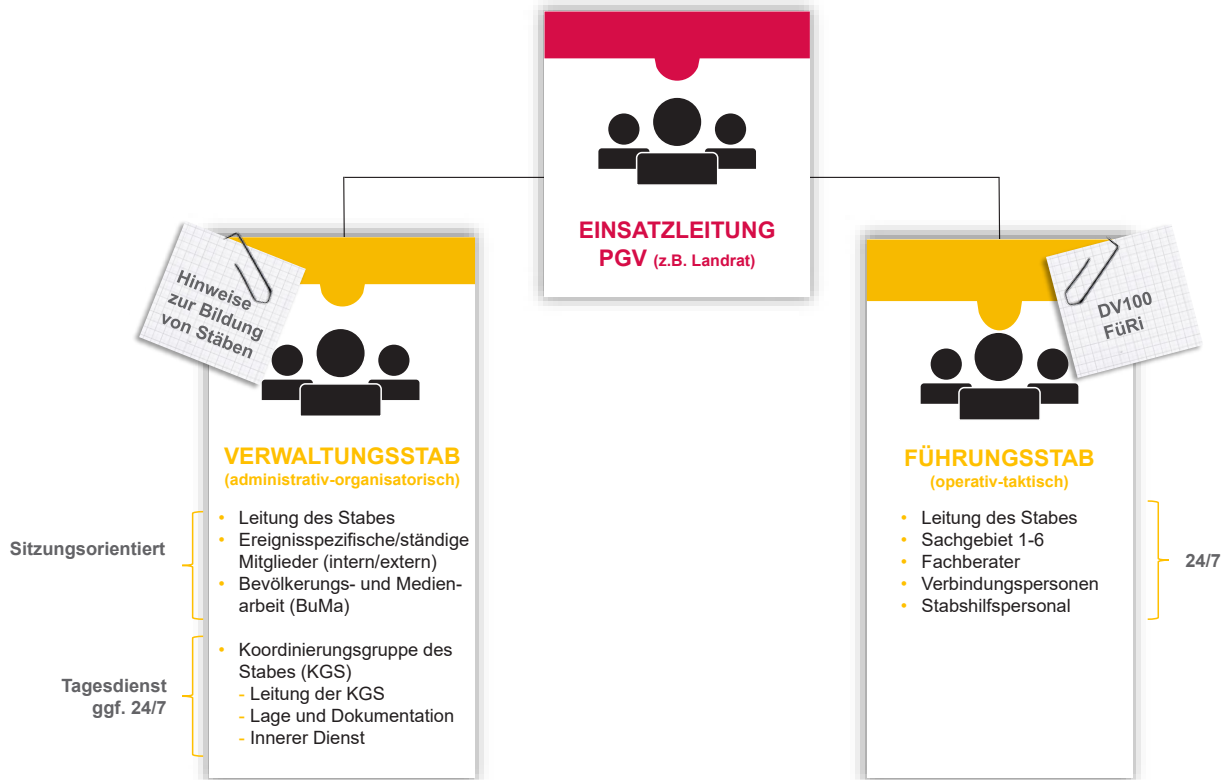 EINSATZLEITUNG
PGV (z.B. Landrat)
Hinweise
zur Bildung
von Stäben
VERWALTUNGSSTAB
(administrativ-organisatorisch)
Sitzungsorientiert
• Leitung des Stabes
• Ereignisspezifische/ständige
Mitglieder (intern/extern)
• Bevölkerungs- und Medien-
arbeit (BuMa)
Tagesdienst
ggf. 24/7
• Koordinierungsgruppe des
Stabes (KGS)
- Leitung der KGS
- Lage und Dokumentation
- Innerer Dienst
DV100
FüRi
FÜHRUNGSSTAB
(operativ-taktisch)
• Leitung des Stabes
• Sachgebiet 1-6
• Fachberater
• Verbindungspersonen
• Stabshilfspersonal
24/7